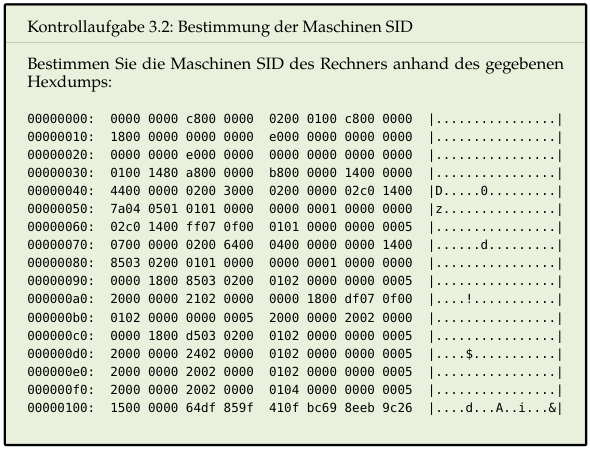 Kontrollaufgabe 3.2: Bestimmung der Maschinen SID
Bestimmen Sie die Maschinen SID des Rechners anhand des gegebenen
Hexdumps:
00000000:  0000 0000 c800 0000  0200 0100 c800 0000  |................|
00000010:  1800 0000 0000 0000  e000 0000 0000 0000  |................|
00000020:  0000 0000 e000 0000  0000 0000 0000 0000  |................|
00000030:  0100 1480 a800 0000  b800 0000 1400 0000  |................|
00000040:  4400 0000 0200 3000  0200 0000 02c0 1400  |D.....0.........|
00000050:  7a04 0501 0101 0000  0000 0001 0000 0000  |z...............|
00000060:  02c0 1400 ff07 0f00  0101 0000 0000 0005  |................|
00000070:  0700 0000 0200 6400  0400 0000 0000 1400  |......d.........|
00000080:  8503 0200 0101 0000  0000 0001 0000 0000  |................|
00000090:  0000 1800 8503 0200  0102 0000 0000 0005  |................|
000000a0:  2000 0000 2102 0000  0000 1800 df07 0f00  |....!...........|
000000b0:  0102 0000 0000 0005  2000 0000 2002 0000  |................|
000000c0:  0000 1800 d503 0200  0102 0000 0000 0005  |................|
000000d0:  2000 0000 2402 0000  0102 0000 0000 0005  |....$...........|
000000e0:  2000 0000 2002 0000  0102 0000 0000 0005  |................|
000000f0:  2000 0000 2002 0000  0104 0000 0000 0005  |................|
00000100:  1500 0000 64df 859f  410f bc69 8eeb 9c26  |....d...A..i...&|